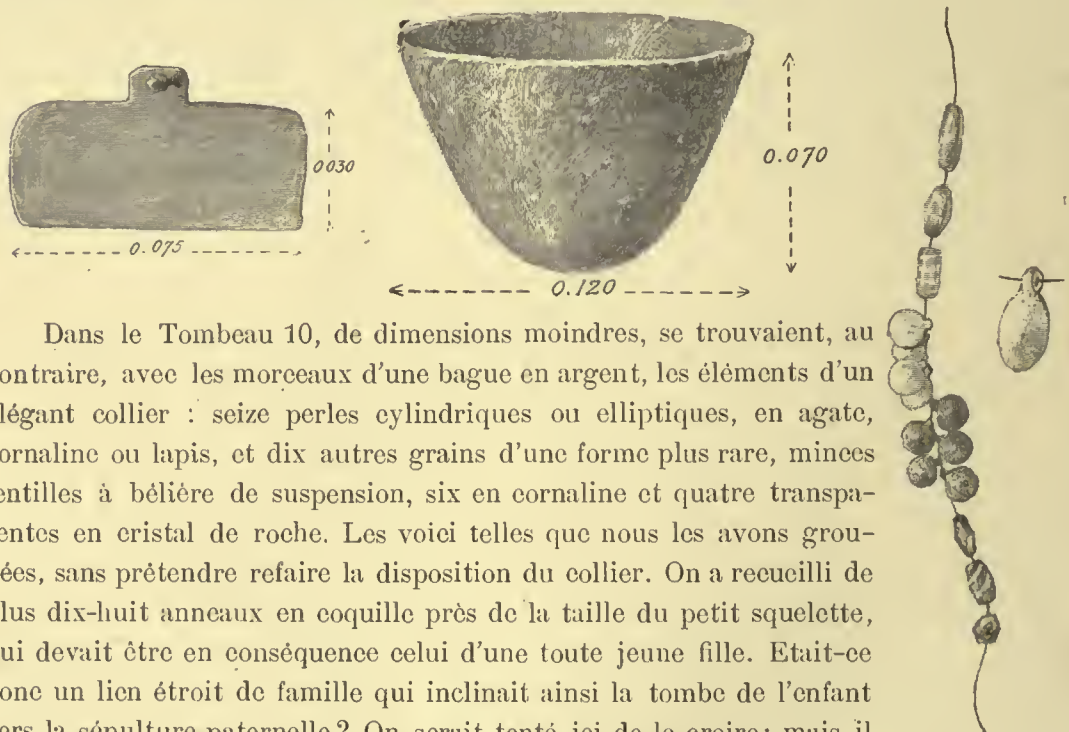 0.030
0.075
0.070
0.120
Dans le Tombeau 10, de dimensions moindres, se trouvaient, au
ontraire, avec les morceaux d'une bague en argent, les éléments d'un
légant collier : seize perles cylindriques ou elliptiques, en agate,
ornaline ou lapis, et dix autres grains d'une forme plus rare, minces
entilles à bélière de suspension, six en cornaline et quatre transpa-
entes en cristal de roche. Les voici telles que nous les avons grou-
ées, sans prétendre refaire la disposition du collier. On a recueilli de
lus dix-huit anneaux en coquille près de la taille du petit squelette,
ui devait être en conséquence celui d'une toute jeune fille. Etait-ce
onc un lien étroit de famille qui inclinait ainsi la tombe de l'enfant
ers la sépulture paternelle? On serait tenté ici de le croire; mais il